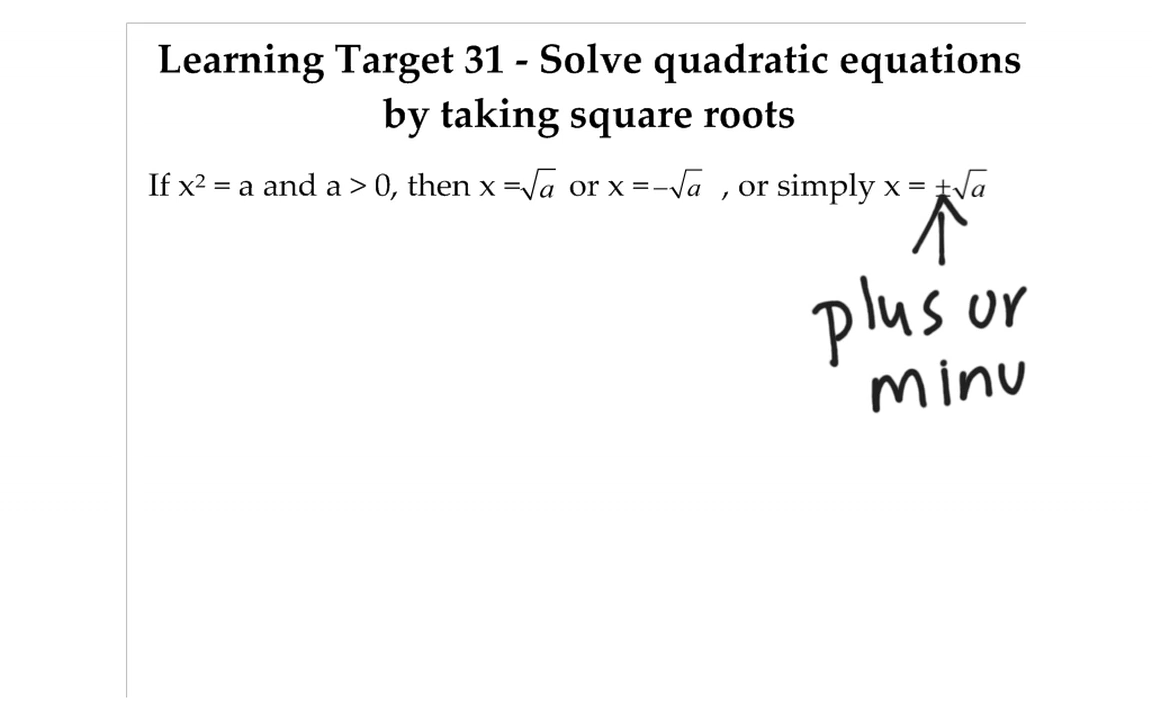 Learning Target 31 - Solve quadratic equations
by taking square roots
If x² = a and a > 0, then x =√a or x =−√a , or simply x = ±√a
plus or
minu